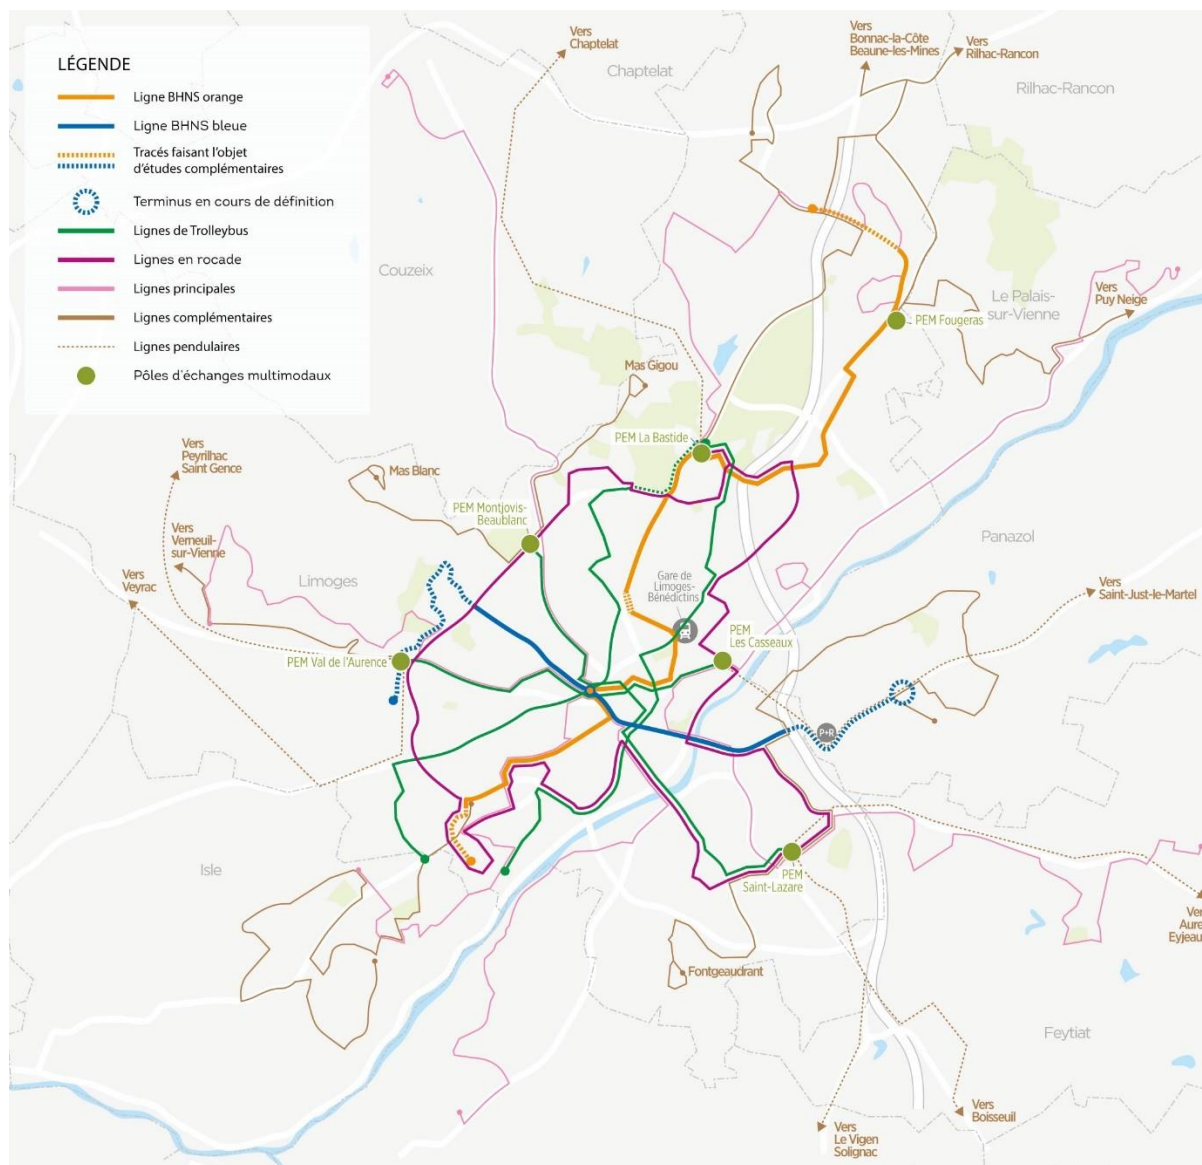 LÉGENDE
Ligne BHNS orange
Ligne BHNS bleue
Tracés faisant l'objet
d'études complémentaires
Terminus en cours de définition
Lignes de Trolleybus
Lignes en rocade
Lignes principales
Lignes complémentaires
Lignes pendulaires
Pôles d'échanges multimodaux
Vers
Chaptelat
Chaptelat
Vers
Bonnac-la-Côte
Beaune-les-Mines
Vers
Rilhac-Rancon
Rilhac-Rancon
Couzeix
Le Palais-
sur-Vienne
Vers
Puy Neige
PEM Fougeras
Mas Gigou
PEM La Bastide
Vers
Peyrilhac
Saint Gence
Mas Blanc
PEM Montjovis-
Beaublanc
Vers
Verneuil-
sur-Vienne
Panazol
Vers
Veyrac
Limoges
Gare de
Limoges-
Bénédictins
Vers
Saint-Just-le-Martel
PEM
Les Casseaux
PEM Val de l'Aurence
P+R
Isle
PEM
Saint-Lazare
Ver
Aure
Eyjeau
Fontgeaudrant
Feytiat
Vers
Boisseuil
Vers
Le Vigen
Solignac